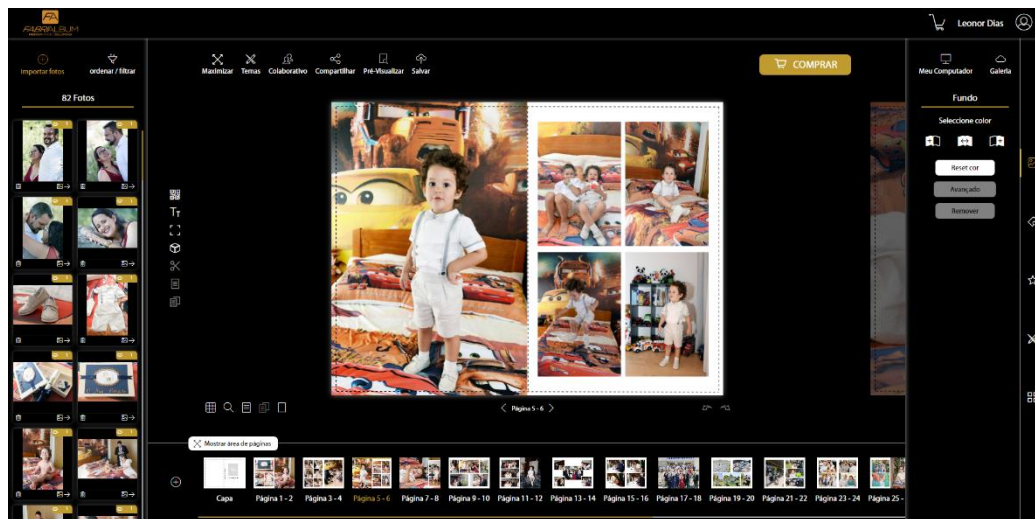 FABRIALBUM
Leonor Dias
Importar fotos
ordenar / filtrar
82 Fotos
Maximizar
Temas
Colaborativo
Compartilhar
Pré-Visualizar
Salvar
COMPRAR
Meu Computador
Galeria
Fundo
Seleccione color
Reset cor
Avançado
Remover
Página 5 - 6
Mostrar área de páginas
Capa
Página 1 - 2
Página 3 - 4
Página 5 - 6
Página 7 - 8
Página 9 - 10
Página 11 - 12
Página 13 - 14
Página 15 - 16
Página 17 - 18
Página 19 - 20
Página 21 - 22
Página 23 - 24
Página 25 -